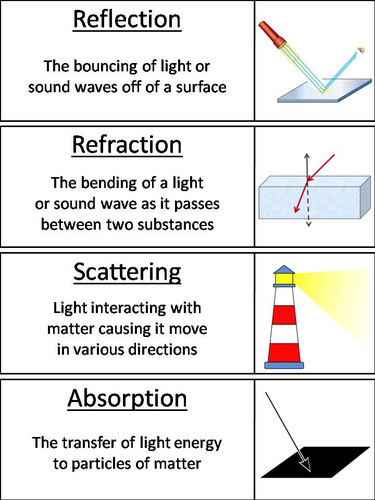 Reflection
The bouncing of light or
sound waves off of a surface
Refraction
The bending of a light
or sound wave as it passes
between two substances
Scattering
Light interacting with
matter causing it move
in various directions
Absorption
The transfer of light energy
to particles of matter